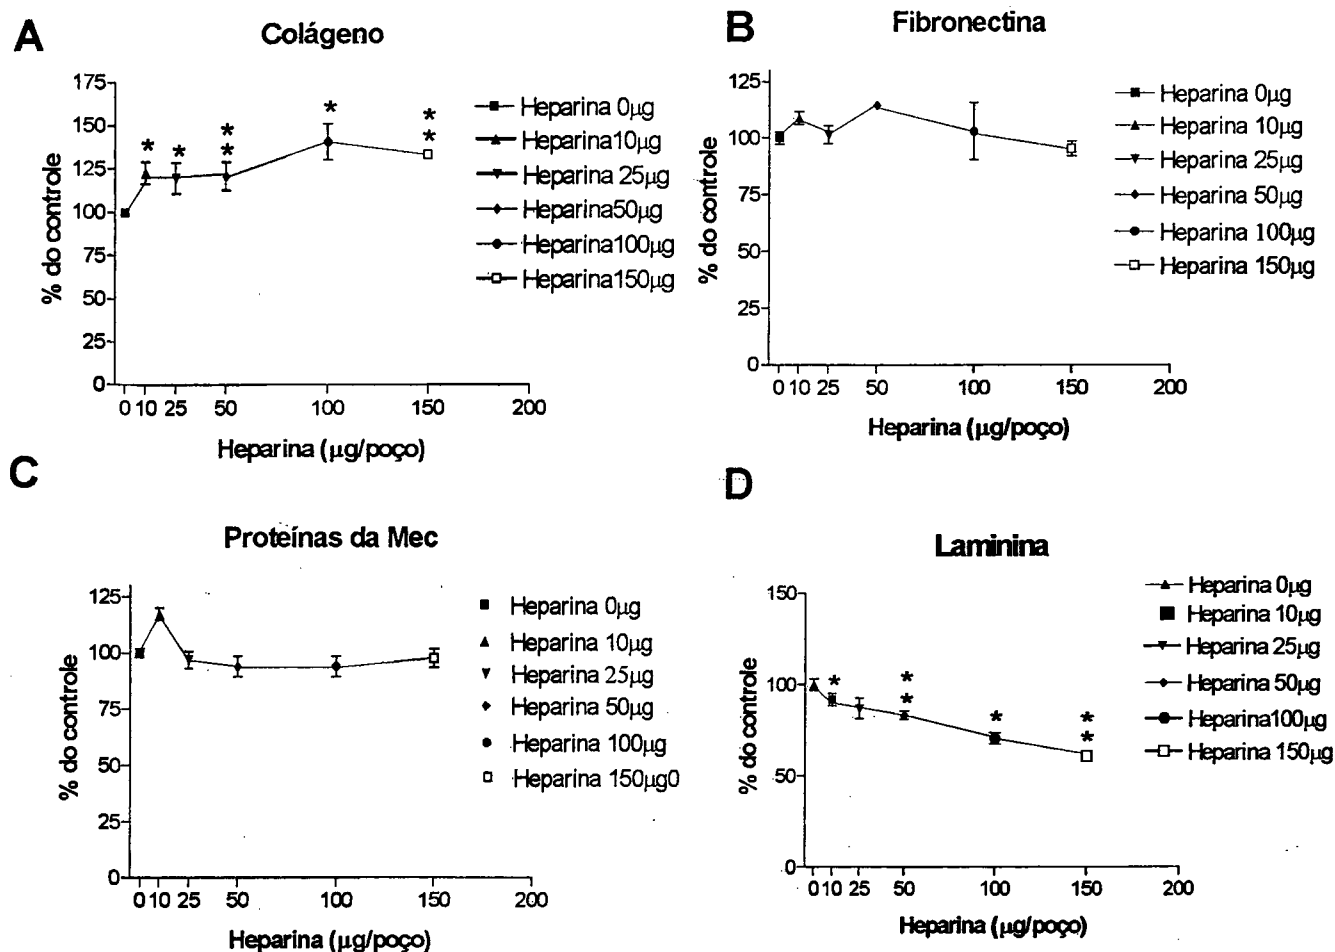 A
Colágeno
% do controle
175
150
125
100
75
50
25
0
* * * * * * * *
0 10 25 50 100 150 200
Heparina (µg/poço)
Heparina 0µg
Heparina10µg
Heparina 25µg
Heparina50µg
Heparina100µg
Heparina150µg
B
Fibronectina
% do controle
125
100
75
50
25
0
0 10 25 50 100 150 200
Heparina (µg/poço)
Heparina 0µg
Heparina 10µg
Heparina 25µg
Heparina 50µg
Heparina 100µg
Heparina 150µg
C
Proteínas da Mec
% do controle
125
100
75
50
25
0
0 10 25 50 100 150 200
Heparina (µg/poço)
Heparina 0µg
Heparina 10µg
Heparina 25µg
Heparina 50µg
Heparina 100µg
Heparina 150µg0
D
Laminina
% do controle
150
100
50
0
* * * * * *
0 10 25 50 100 150 200
Heparina (µg/poço)
Heparina 0µg
Heparina 10µg
Heparina 25µg
Heparina 50µg
Heparina100µg
Heparina 150µg